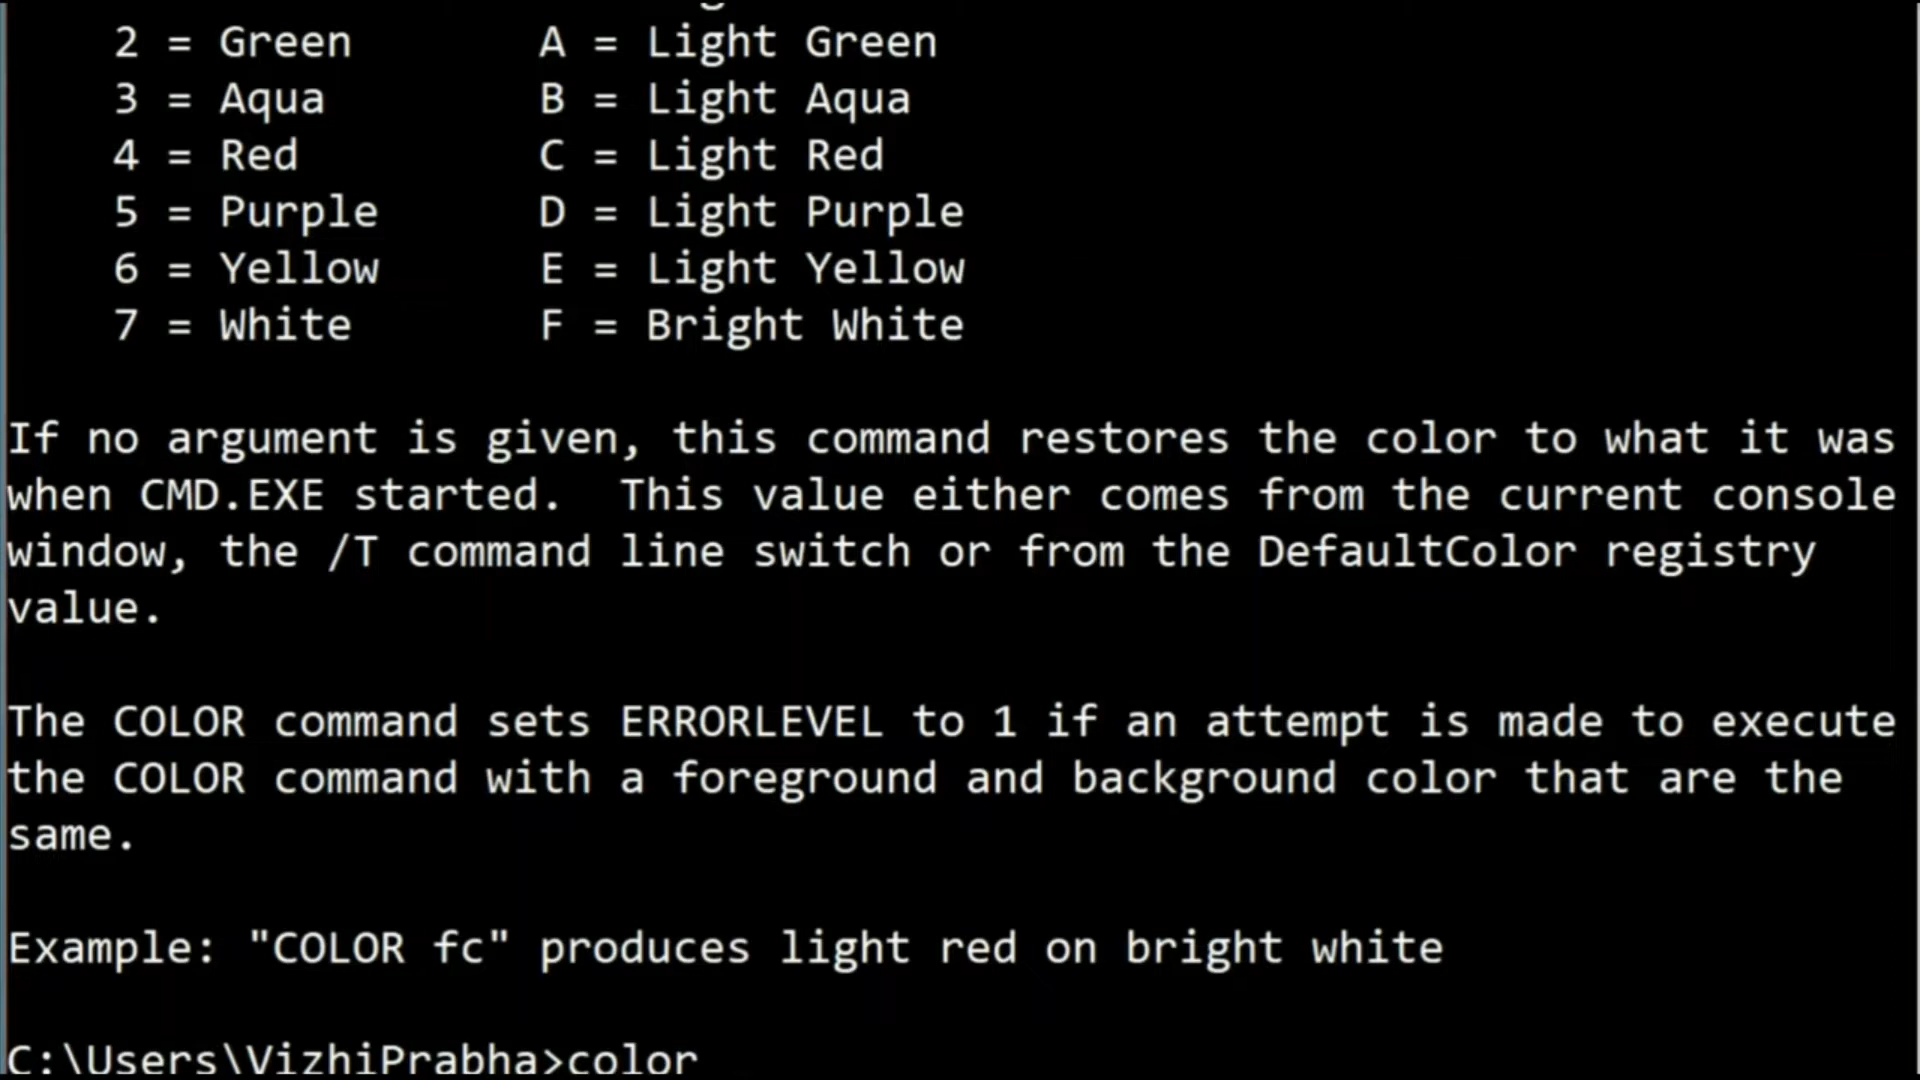 2 = Green A = Light Green
3 = Aqua B = Light Aqua
4 = Red C = Light Red
5 = Purple D = Light Purple
6 = Yellow E = Light Yellow
7 = White F = Bright White
If no argument is given, this command restores the color to what it was
when CMD.EXE started. This value either comes from the current console
window, the /T command line switch or from the DefaultColor registry
value.
The COLOR command sets ERRORLEVEL to 1 if an attempt is made to execute
the COLOR command with a foreground and background color that are the
same.
Example: "COLOR fc" produces light red on bright white
C:\Users\VizhiPrabha>color